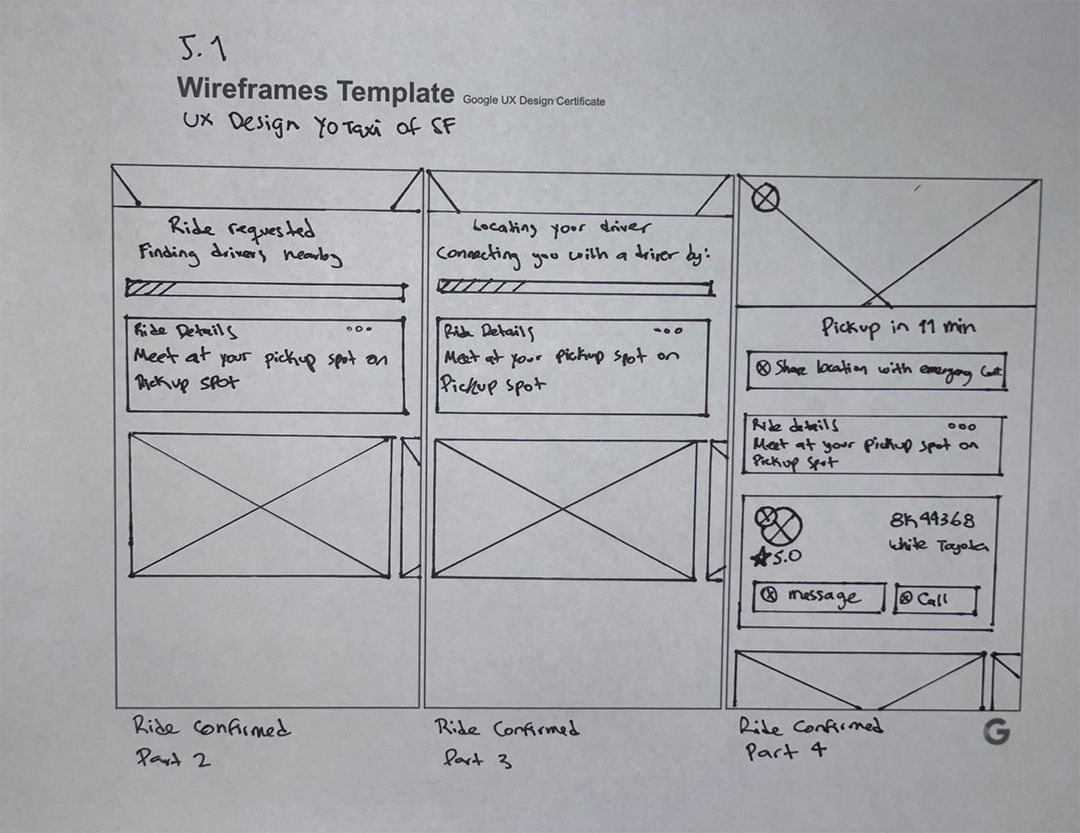 5.1
Wireframes Template Google UX Design Certificate
UX Design YoTaxi of SF
Ride requested
Finding drivers nearby
Ride Details ooo
Meet at your pickup spot on
Pickup spot
Ride Confirmed
Part 2
Locating your driver
Connecting you with a driver by:
Ride Details ooo
Meet at your pickup spot on
Pickup spot
Ride Confirmed
Part 3
Pickup in 11 min
Share location with emergency
Ride details ooo
Meet at your pickup spot on
Pickup spot
8K44368
White Toyota
★5.0
message
Call
Ride Confirmed
Part 4
G